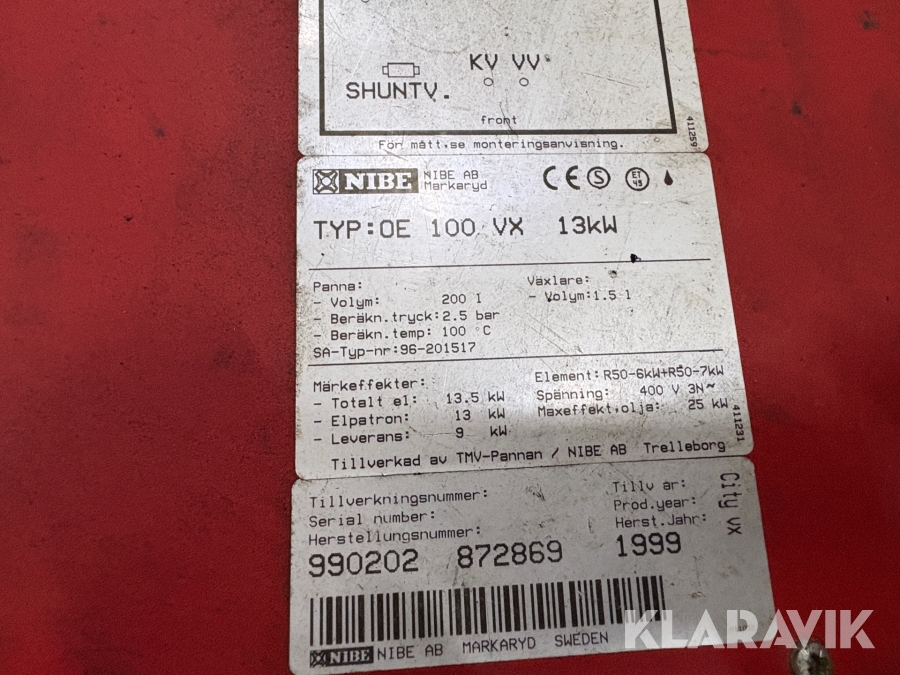 KV VV
SHUNTV.
front
För mått.se monteringsanvisning.
411259
NIBE NIBE AB
Markaryd
CE S ET 49
TYP:OE 100 VX 13kW
Panna:
- Volym: 200 l
- Beräkn.tryck:2.5 bar
- Beräkn.temp: 100 °C
SA-Typ-nr:96-201517
Växlare:
- Volym:1.5 l
Märkeffekter:
- Totalt el: 13.5 kW
- Elpatron: 13 kW
- Leverans: 9 kW
Element:R50-6kW+R50-7kW
Spänning: 400 V 3N~
Maxeffekt.olja: 25 kW
411231
Tillverkad av TMV-Pannan / NIBE AB Trelleborg
Tillverkningsnummer:
Serial number:
Herstellungsnummer:
990202 872869
Tillv år:
Prod.year:
Herst.Jahr:
1999
City VX
NIBE NIBE AB MARKARYD SWEDEN
KLARAVIK